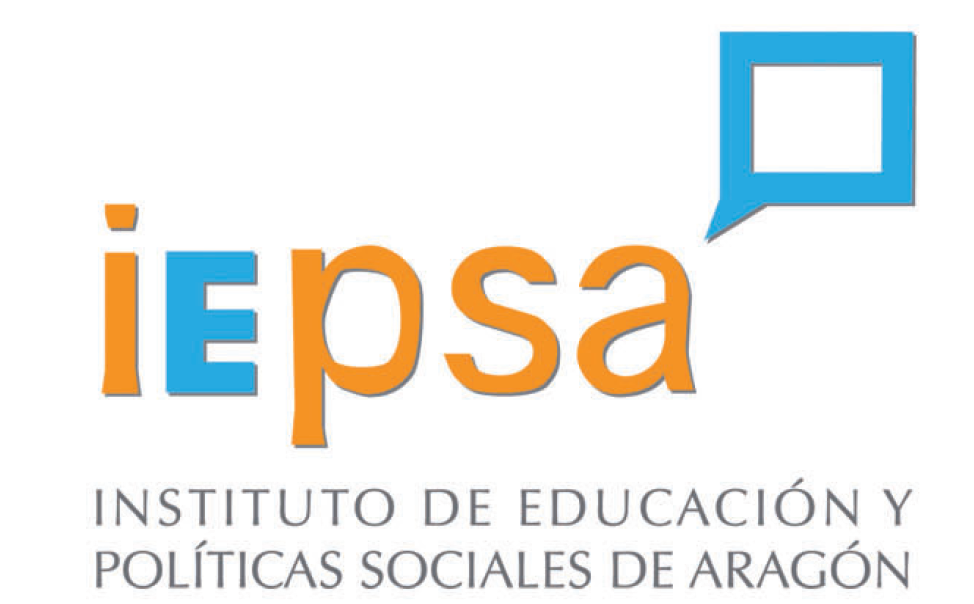 iEpsa
INSTITUTO DE EDUCACIÓN Y
POLÍTICAS SOCIALES DE ARAGÓN